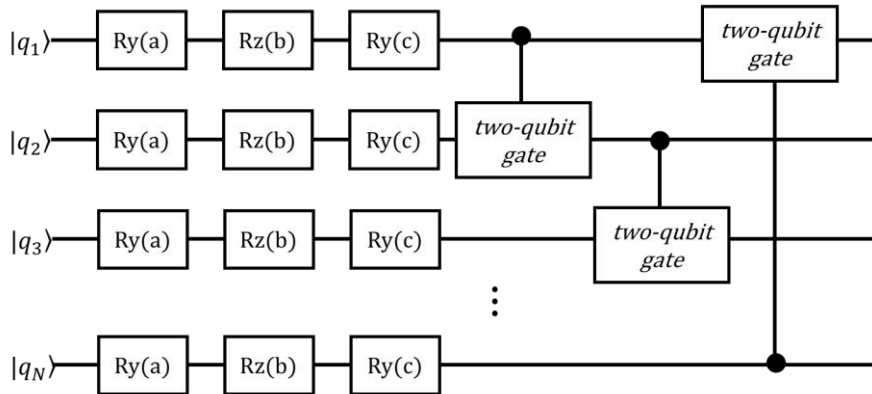 |q₁⟩ Ry(a) Rz(b) Ry(c) two-qubit gate
|q₂⟩ Ry(a) Rz(b) Ry(c) two-qubit gate
|q₃⟩ Ry(a) Rz(b) Ry(c) two-qubit gate
⋮
|q_N⟩ Ry(a) Rz(b) Ry(c)